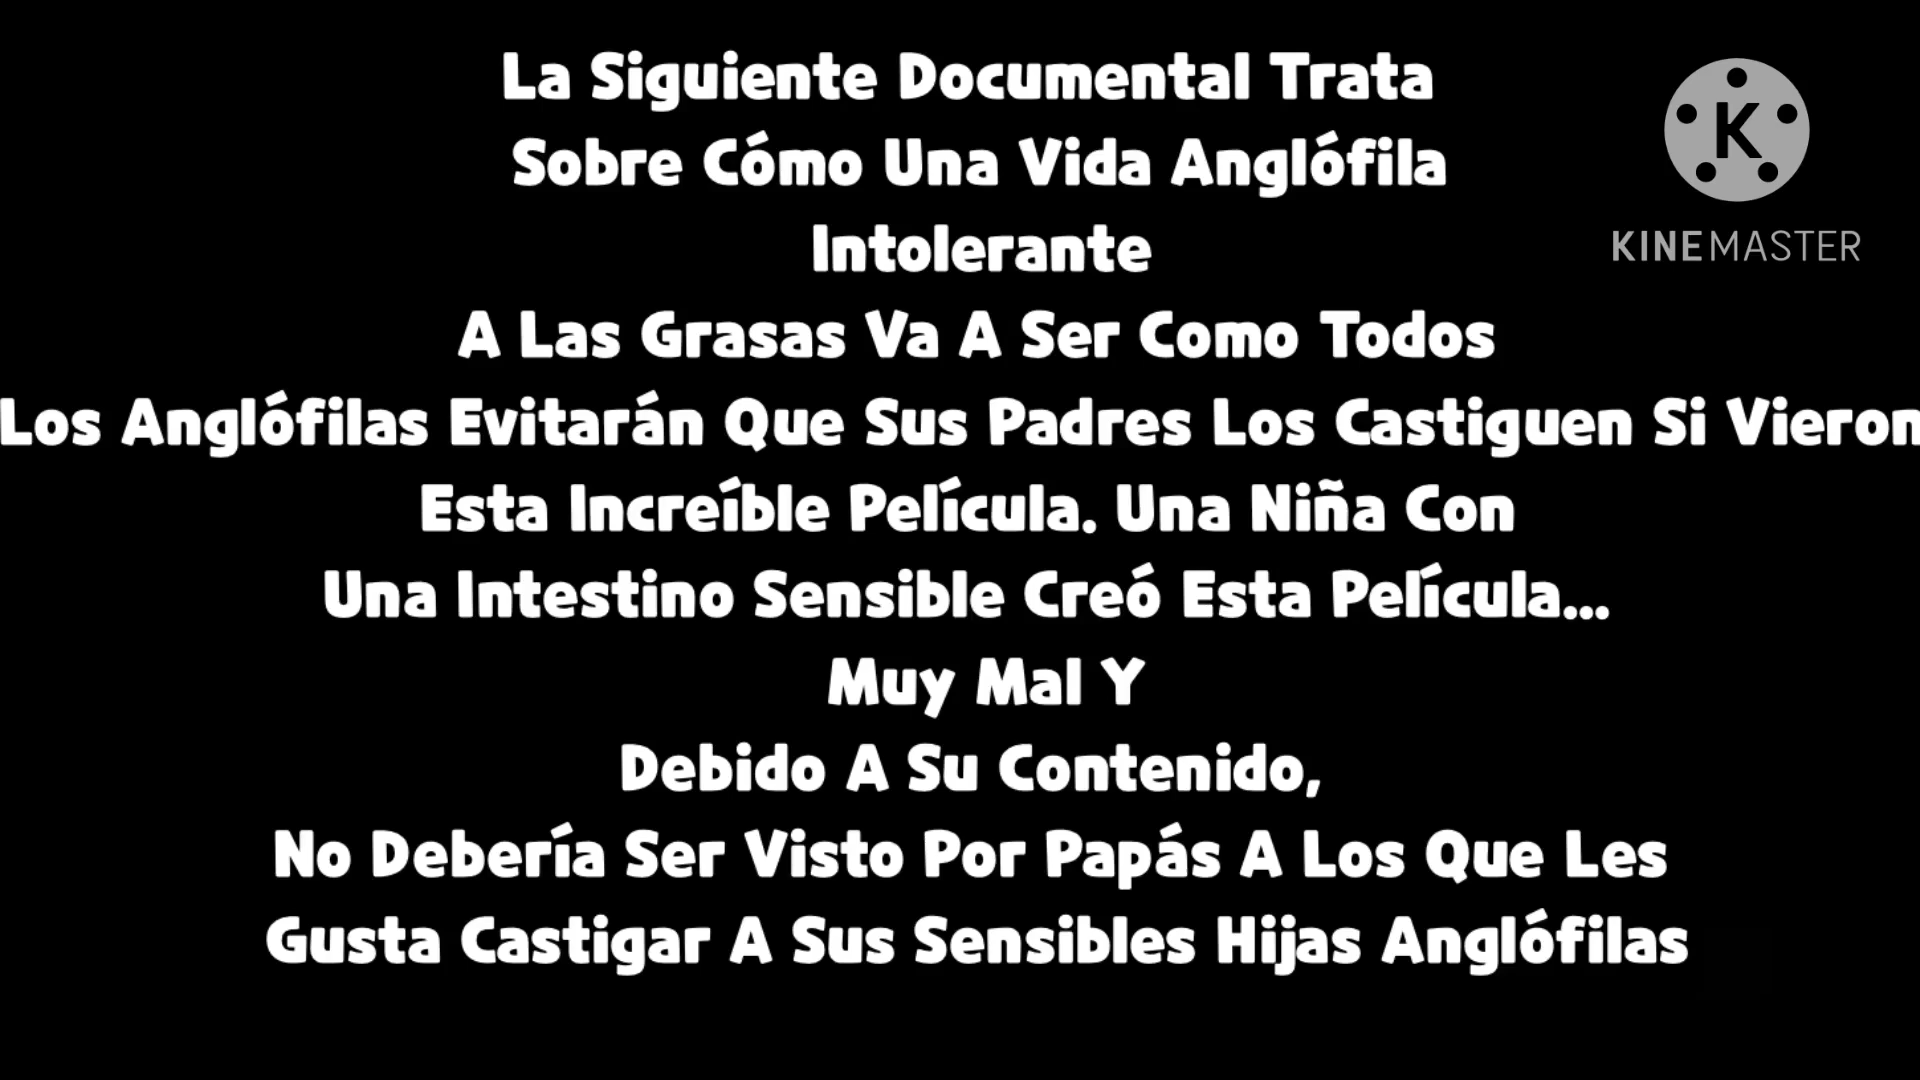 La Siguiente Documental Trata
Sobre Cómo Una Vida Anglófila
Intolerante
A Las Grasas Va A Ser Como Todos
Los Anglófilas Evitarán Que Sus Padres Los Castiguen Si Vieron
Esta Increíble Película. Una Niña Con
Una Intestino Sensible Creó Esta Película...
Muy Mal Y
Debido A Su Contenido,
No Debería Ser Visto Por Papás A Los Que Les
Gusta Castigar A Sus Sensibles Hijas Anglófilas
K
KINEMASTER